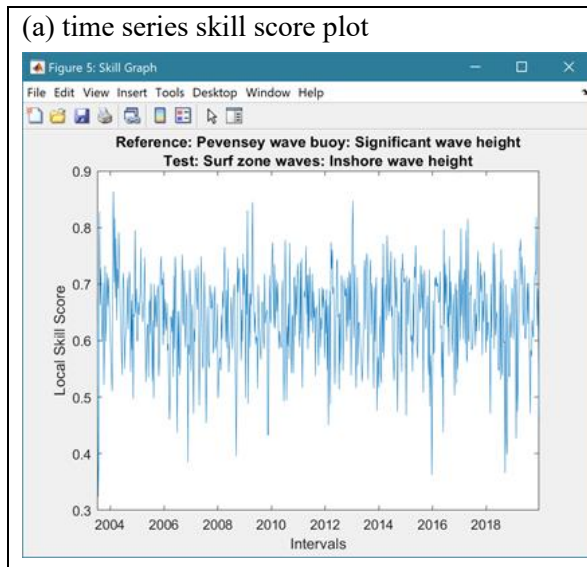 (a) time series skill score plot
Figure 5: Skill Graph
File Edit View Insert Tools Desktop Window Help
Reference: Pevensey wave buoy: Significant wave height
Test: Surf zone waves: Inshore wave height
0.9
0.8
0.7
0.6
0.5
0.4
0.3
Local Skill Score
2004 2006 2008 2010 2012 2014 2016 2018
Intervals